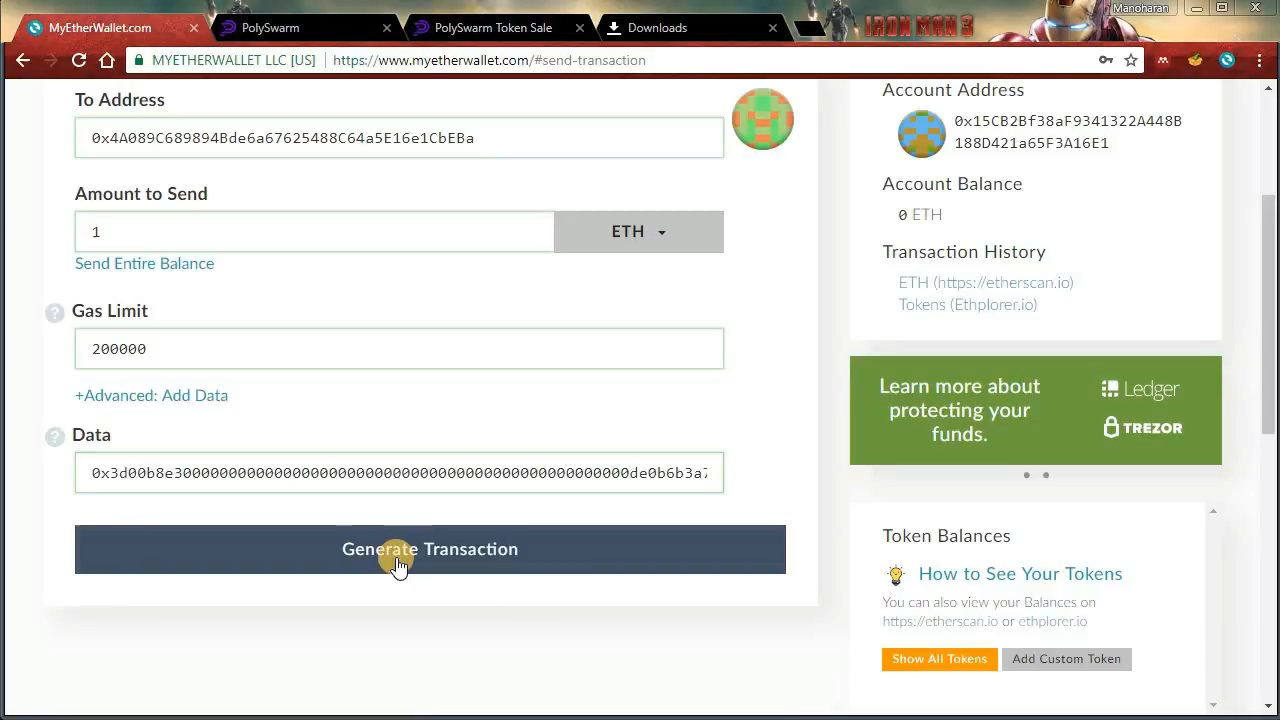 Manoharan
MyEtherWallet.com
PolySwarm
PolySwarm Token Sale
Downloads
IRON MAN 3
MYETHERWALLET LLC [US]
https://www.myetherwallet.com/#send-transaction
To Address
0x4A089C689894Bde6a67625488C64a5E16e1CbEBa
Amount to Send
1
ETH
Send Entire Balance
? Gas Limit
200000
+Advanced: Add Data
? Data
Generate Transaction
Account Address
0x15CB2Bf38aF9341322A448B
188D421a65F3A16E1
Account Balance
0 ETH
Transaction History
ETH (https://etherscan.io)
Tokens (Ethplorer.io)
Learn more about
protecting your
funds.
Ledger
TREZOR
Token Balances
How to See Your Tokens
You can also view your Balances on
https://etherscan.io or ethplorer.io
Show All Tokens
Add Custom Token